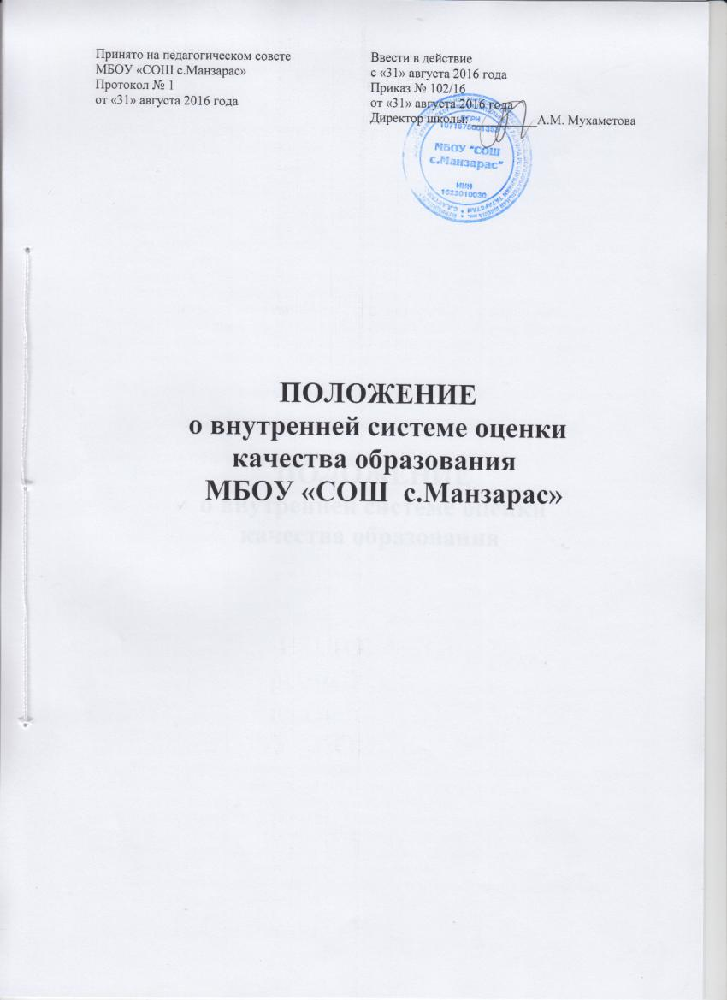 Принято на педагогическом совете
МБОУ «СОШ с.Манзарас»
Протокол № 1
от «31» августа 2016 года
Ввести в действие
с «31» августа 2016 года
Приказ № 102/16
от «31» августа 2016 года
Директор школы: __________А.М. Мухаметова
ОГРН
МБОУ "СОШ
с.Манзарас"
ИНН
1623010030
ПОЛОЖЕНИЕ
о внутренней системе оценки
качества образования
МБОУ «СОШ с.Манзарас»